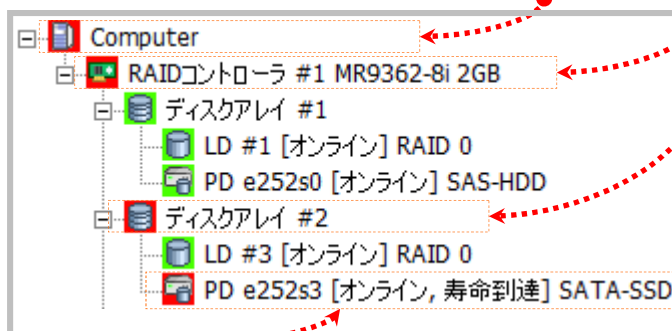 Computer
RAIDコントローラ #1 MR9362-8i 2GB
ディスクアレイ #1
LD #1 [オンライン] RAID 0
PD e252s0 [オンライン] SAS-HDD
ディスクアレイ #2
LD #3 [オンライン] RAID 0
PD e252s3 [オンライン, 寿命到達] SATA-SSD